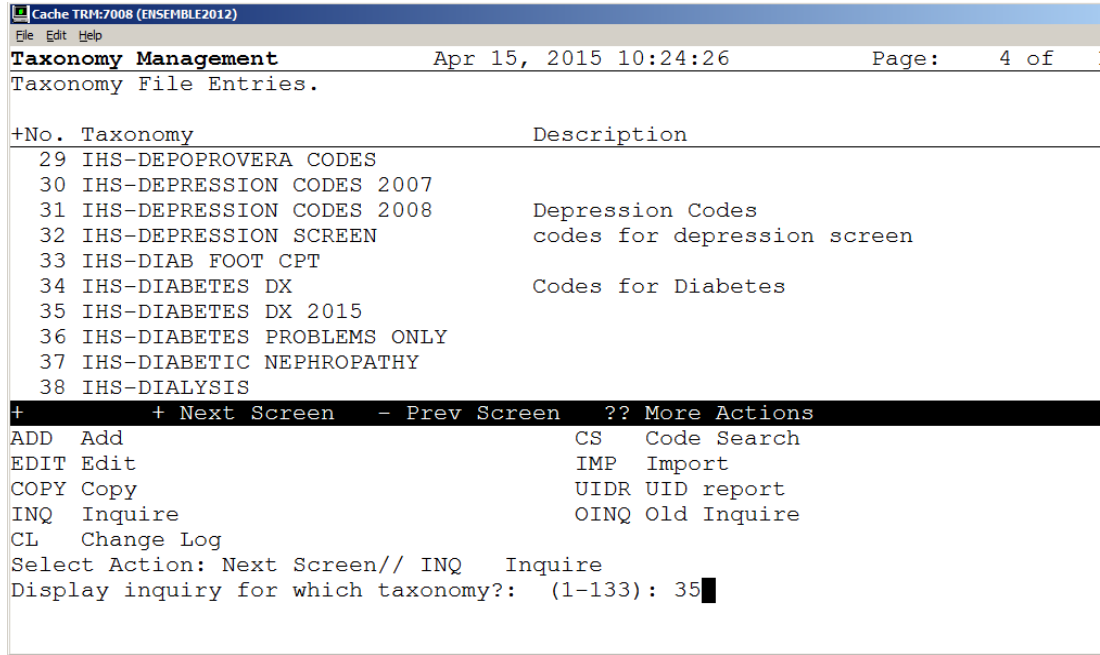 Cache TRM:7008 (ENSEMBLE2012)
File Edit Help
Taxonomy Management Apr 15, 2015 10:24:26 Page: 4 of
Taxonomy File Entries.
+No. Taxonomy Description
29 IHS-DEPOPROVERA CODES
30 IHS-DEPRESSION CODES 2007
31 IHS-DEPRESSION CODES 2008 Depression Codes
32 IHS-DEPRESSION SCREEN codes for depression screen
33 IHS-DIAB FOOT CPT
34 IHS-DIABETES DX Codes for Diabetes
35 IHS-DIABETES DX 2015
36 IHS-DIABETES PROBLEMS ONLY
37 IHS-DIABETIC NEPHROPATHY
38 IHS-DIALYSIS
+ + Next Screen - Prev Screen ?? More Actions
ADD Add CS Code Search
EDIT Edit IMP Import
COPY Copy UIDR UID report
INQ Inquire OINQ Old Inquire
CL Change Log
Select Action: Next Screen// INQ Inquire
Display inquiry for which taxonomy?: (1-133): 35